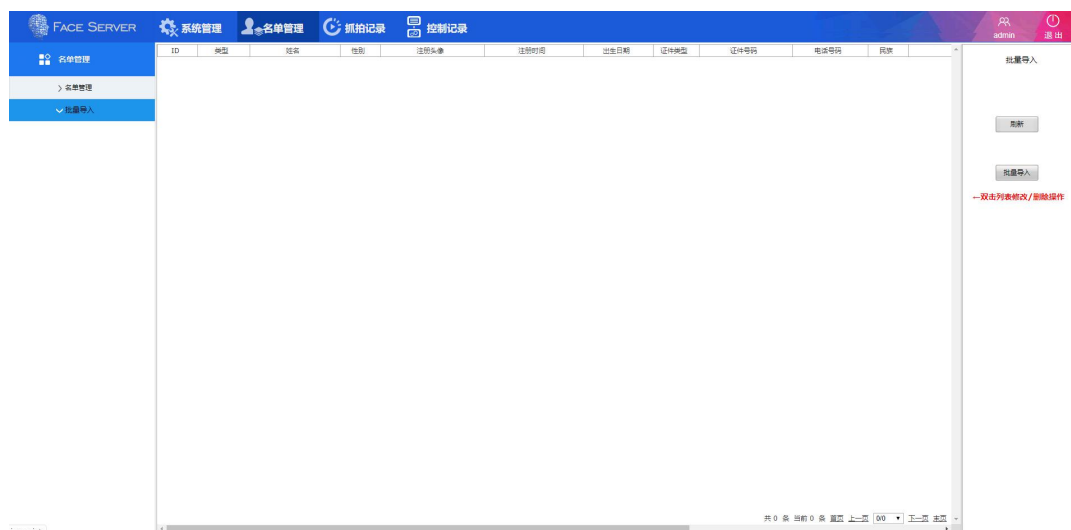 FACE SERVER 系统管理 名单管理 抓拍记录 控制记录 admin 退出
名单管理
名单管理
批量导入
ID 类型 姓名 性别 注册头像 注册时间 出生日期 证件类型 证件号码 电话号码 民族
批量导入
刷新
批量导入
←双击列表修改/删除操作
共 0 条 当前 0 条 首页 上一页 0/0 下一页 末页